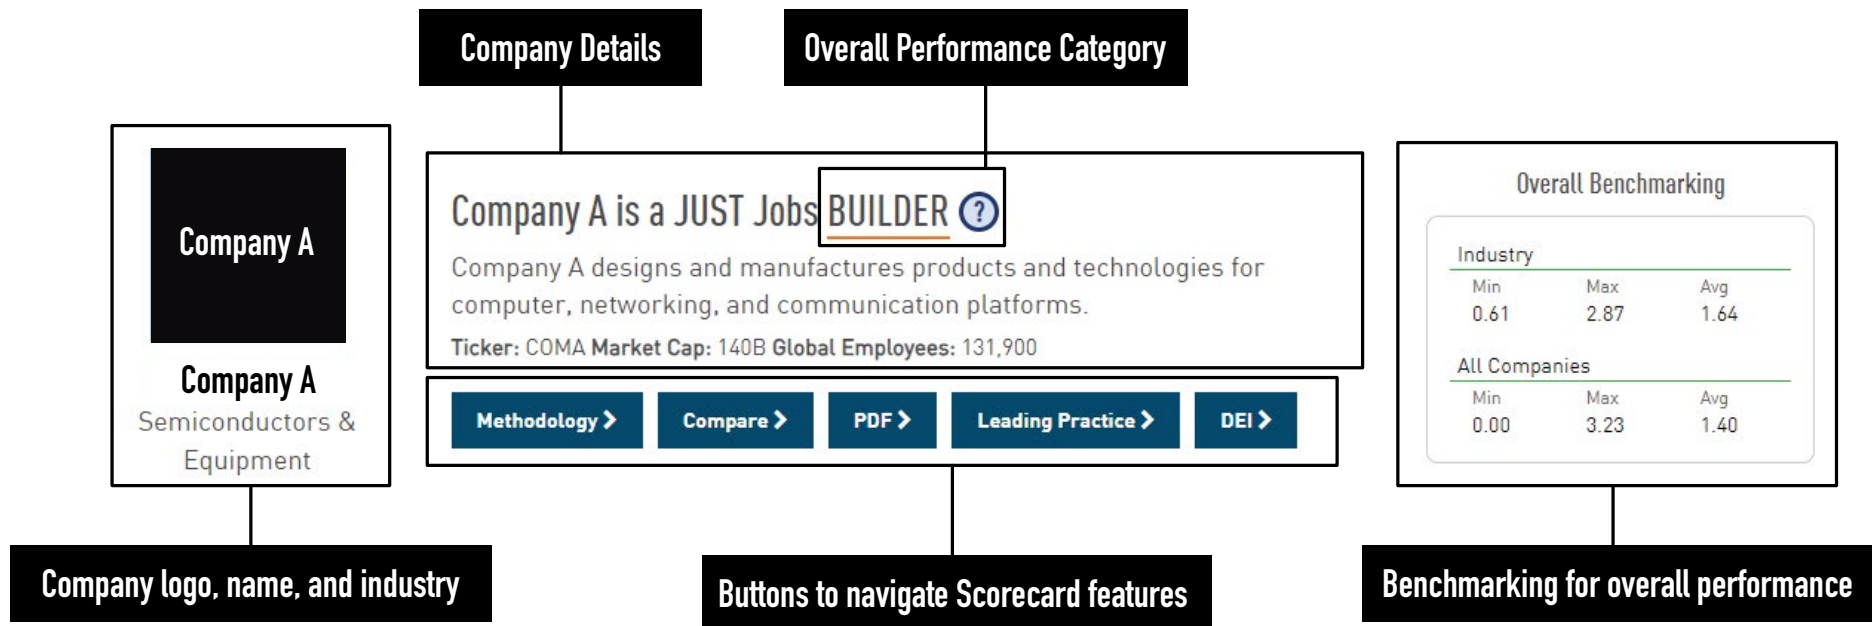 Company Details
Overall Performance Category
Company A
Company A
Semiconductors &
Equipment
Company A is a JUST Jobs BUILDER ?
Company A designs and manufactures products and technologies for
computer, networking, and communication platforms.
Ticker: COMA Market Cap: 140B Global Employees: 131,900
Methodology > Compare > PDF > Leading Practice > DEI >
Overall Benchmarking
Industry
Min Max Avg
0.61 2.87 1.64
All Companies
Min Max Avg
0.00 3.23 1.40
Company logo, name, and industry
Buttons to navigate Scorecard features
Benchmarking for overall performance